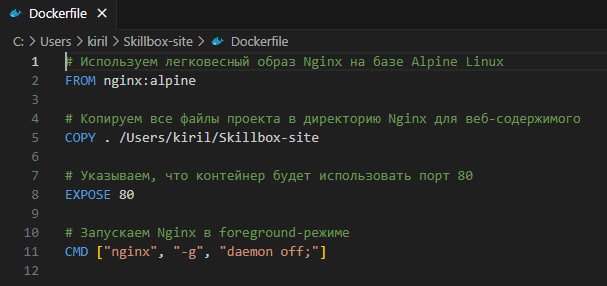 Dockerfile
C: > Users > kiril > Skillbox-site > Dockerfile
1 # Используем легковесный образ Nginx на базе Alpine Linux
2 FROM nginx:alpine
3
4 # Копируем все файлы проекта в директорию Nginx для веб-содержимого
5 COPY . /Users/kiril/Skillbox-site
6
7 # Указываем, что контейнер будет использовать порт 80
8 EXPOSE 80
9
10 # Запускаем Nginx в foreground-режиме
11 CMD ["nginx", "-g", "daemon off;"]
12